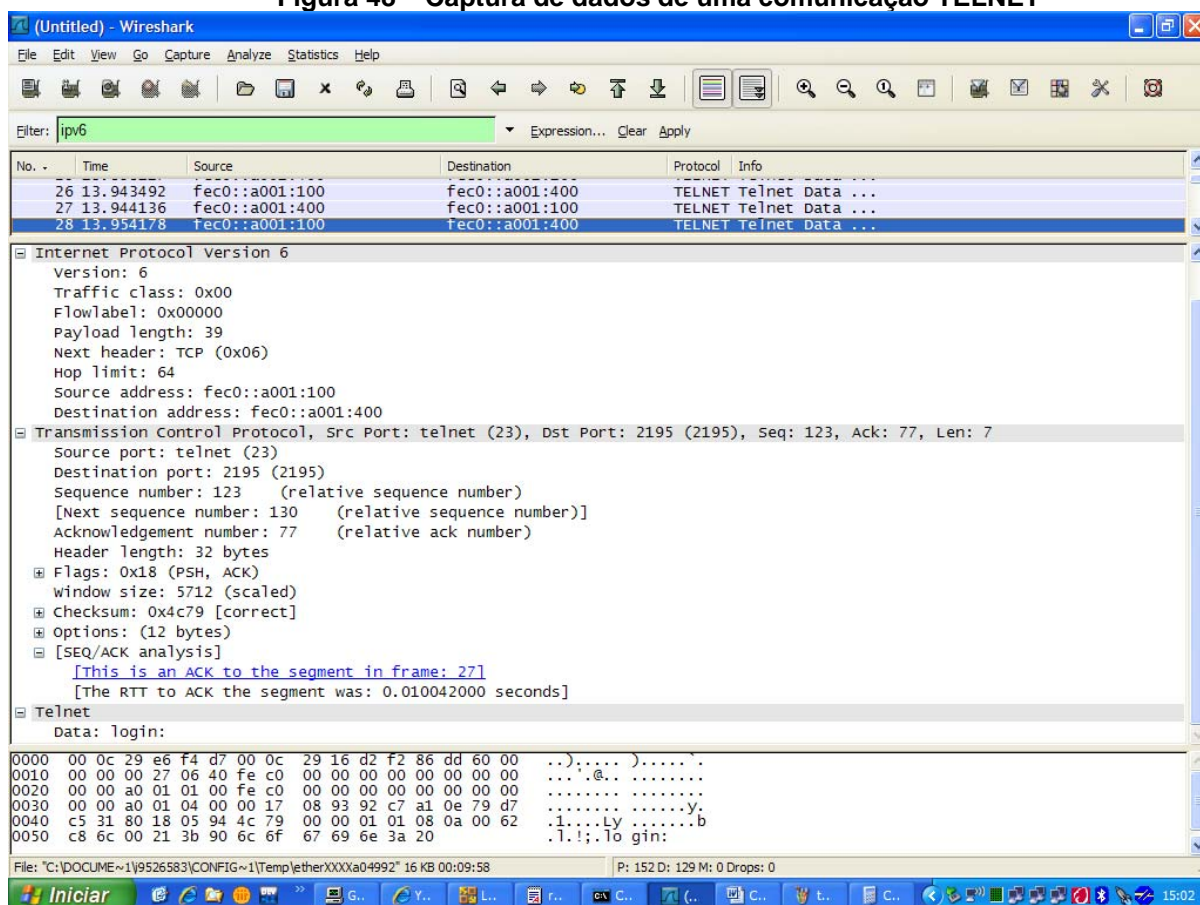 Figura 48 – Captura de dados de uma comunicação TELNET
(Untitled) - Wireshark
File Edit View Go Capture Analyze Statistics Help
Filter: ipv6 Expression... Clear Apply
No. - Time Source Destination Protocol Info
26 13.943492 fec0::a001:100 fec0::a001:400 TELNET Telnet Data ...
27 13.944136 fec0::a001:400 fec0::a001:100 TELNET Telnet Data ...
28 13.954178 fec0::a001:100 fec0::a001:400 TELNET Telnet Data ...
Internet Protocol Version 6
Version: 6
Traffic class: 0x00
Flowlabel: 0x00000
Payload length: 39
Next header: TCP (0x06)
Hop limit: 64
Source address: fec0::a001:100
Destination address: fec0::a001:400
Transmission Control Protocol, Src Port: telnet (23), Dst Port: 2195 (2195), Seq: 123, Ack: 77, Len: 7
Source port: telnet (23)
Destination port: 2195 (2195)
Sequence number: 123 (relative sequence number)
[Next sequence number: 130 (relative sequence number)]
Acknowledgement number: 77 (relative ack number)
Header length: 32 bytes
Flags: 0x18 (PSH, ACK)
Window size: 5712 (scaled)
Checksum: 0x4c79 [correct]
Options: (12 bytes)
[SEQ/ACK analysis]
[This is an ACK to the segment in frame: 27]
[The RTT to ACK the segment was: 0.010042000 seconds]
Telnet
Data: login:
0000 00 0c 29 e6 f4 d7 00 0c 29 16 d2 f2 86 dd 60 00 ..)..... ).....`.
0010 00 00 00 27 06 40 fe c0 00 00 00 00 00 00 00 00 ...'.@.. ........
0020 00 00 a0 01 01 00 fe c0 00 00 00 00 00 00 00 00 ........ ........
0030 00 00 a0 01 04 00 00 17 08 93 92 c7 a1 0e 79 d7 ........ ......y.
0040 c5 31 80 18 05 94 4c 79 00 00 01 01 08 0a 00 62 .1....Ly .......b
0050 c8 6c 00 21 3b 90 6c 6f 67 69 6e 3a 20 .l.!;.lo gin:
File: "C:\DOCUME~1\j9526583\CONFIG~1\Temp\etherXXXXa04992" 16 KB 00:09:58 P: 152 D: 129 M: 0 Drops: 0
Iniciar G.. Y.. L.. r.. C.. (.. C.. t.. C.. 15:02